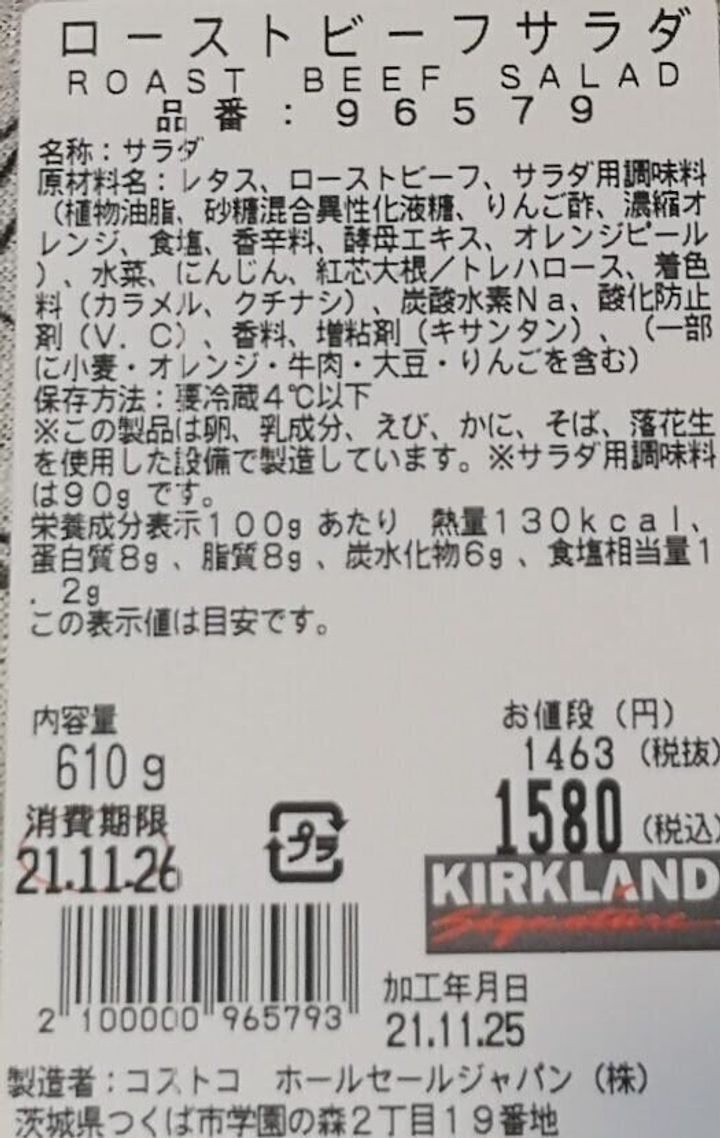 ローストビーフサラダ
ROAST BEEF SALAD
品番:96579
名称:サラダ
原材料名:レタス、ローストビーフ、サラダ用調味料
(植物油脂、砂糖混合異性化液糖、りんご酢、濃縮オ
レンジ、食塩、香辛料、酵母エキス、オレンジピール
)、水菜、にんじん、紅芯大根/トレハロース、着色
料(カラメル、クチナシ)、炭酸水素Na、酸化防止
剤(V.C)、香料、増粘剤(キサンタン)、(一部
に小麦・オレンジ・牛肉・大豆・りんごを含む)
保存方法:要冷蔵4℃以下
※この製品は卵、乳成分、えび、かに、そば、落花生
を使用した設備で製造しています。※サラダ用調味料
は90gです。
栄養成分表示100gあたり 熱量130kcal、
蛋白質8g、脂質8g、炭水化物6g、食塩相当量1
.2g
この表示値は目安です。
内容量
610g
お値段(円)
1463(税抜)
1580(税込)
消費期限
21.11.26
プラ
KIRKLAND
Signature
2 100000 965793
加工年月日
21.11.25
製造者:コストコ ホールセールジャパン(株)
茨城県つくば市学園の森2丁目19番地